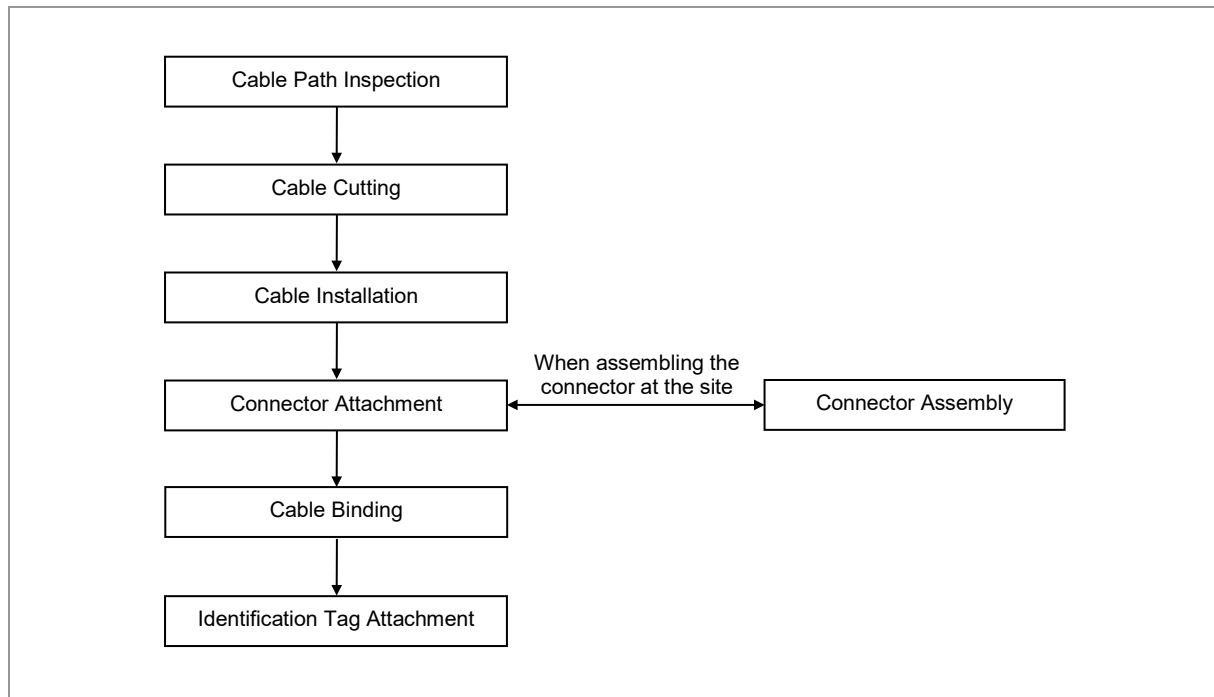 Cable Path Inspection
Cable Cutting
Cable Installation
When assembling the
connector at the site
Connector Attachment
Connector Assembly
Cable Binding
Identification Tag Attachment